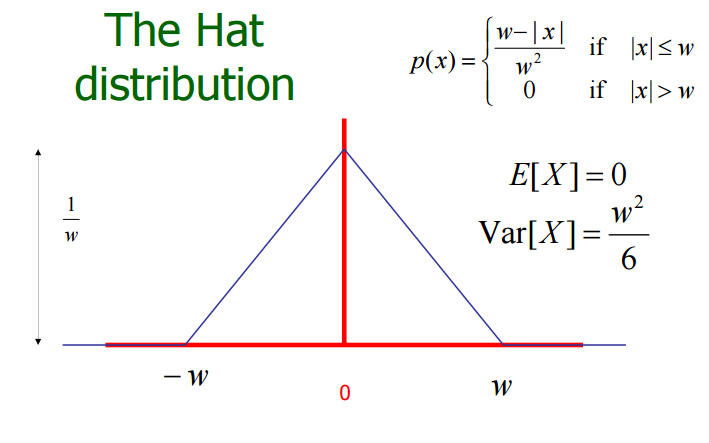 The Hat
distribution
p(x) = { (w−|x|)/w² if |x| ≤ w
0 if |x| > w
E[X] = 0
Var[X] = w²/6
1/w
−w
0
w